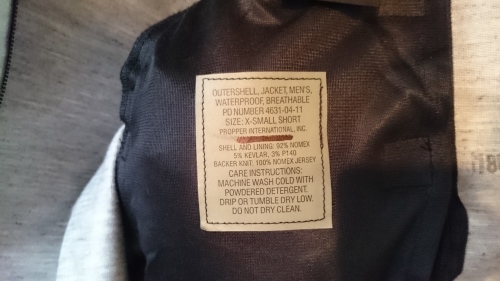 OUTERSHELL, JACKET, MEN'S,
WATERPROOF, BREATHABLE
PD NUMBER 4631-04-11
SIZE: X-SMALL SHORT
PROPPER INTERNATIONAL, INC.
SHELL AND LINING: 92% NOMEX
5% KEVLAR, 3% P140
BACKER KNIT: 100% NOMEX JERSEY
CARE INSTRUCTIONS:
MACHINE WASH COLD WITH
POWDERED DETERGENT.
DRIP OR TUMBLE DRY LOW.
DO NOT DRY CLEAN.